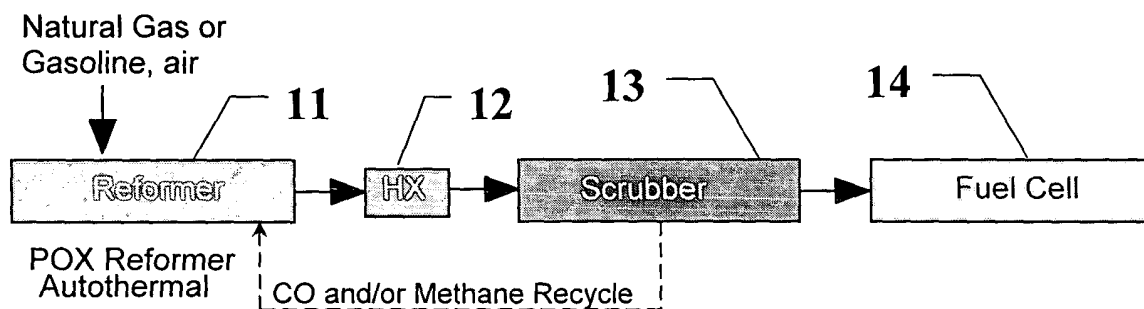 Natural Gas or
Gasoline, air
11
12
13
14
Reformer
HX
Scrubber
Fuel Cell
POX Reformer
Autothermal
CO and/or Methane Recycle